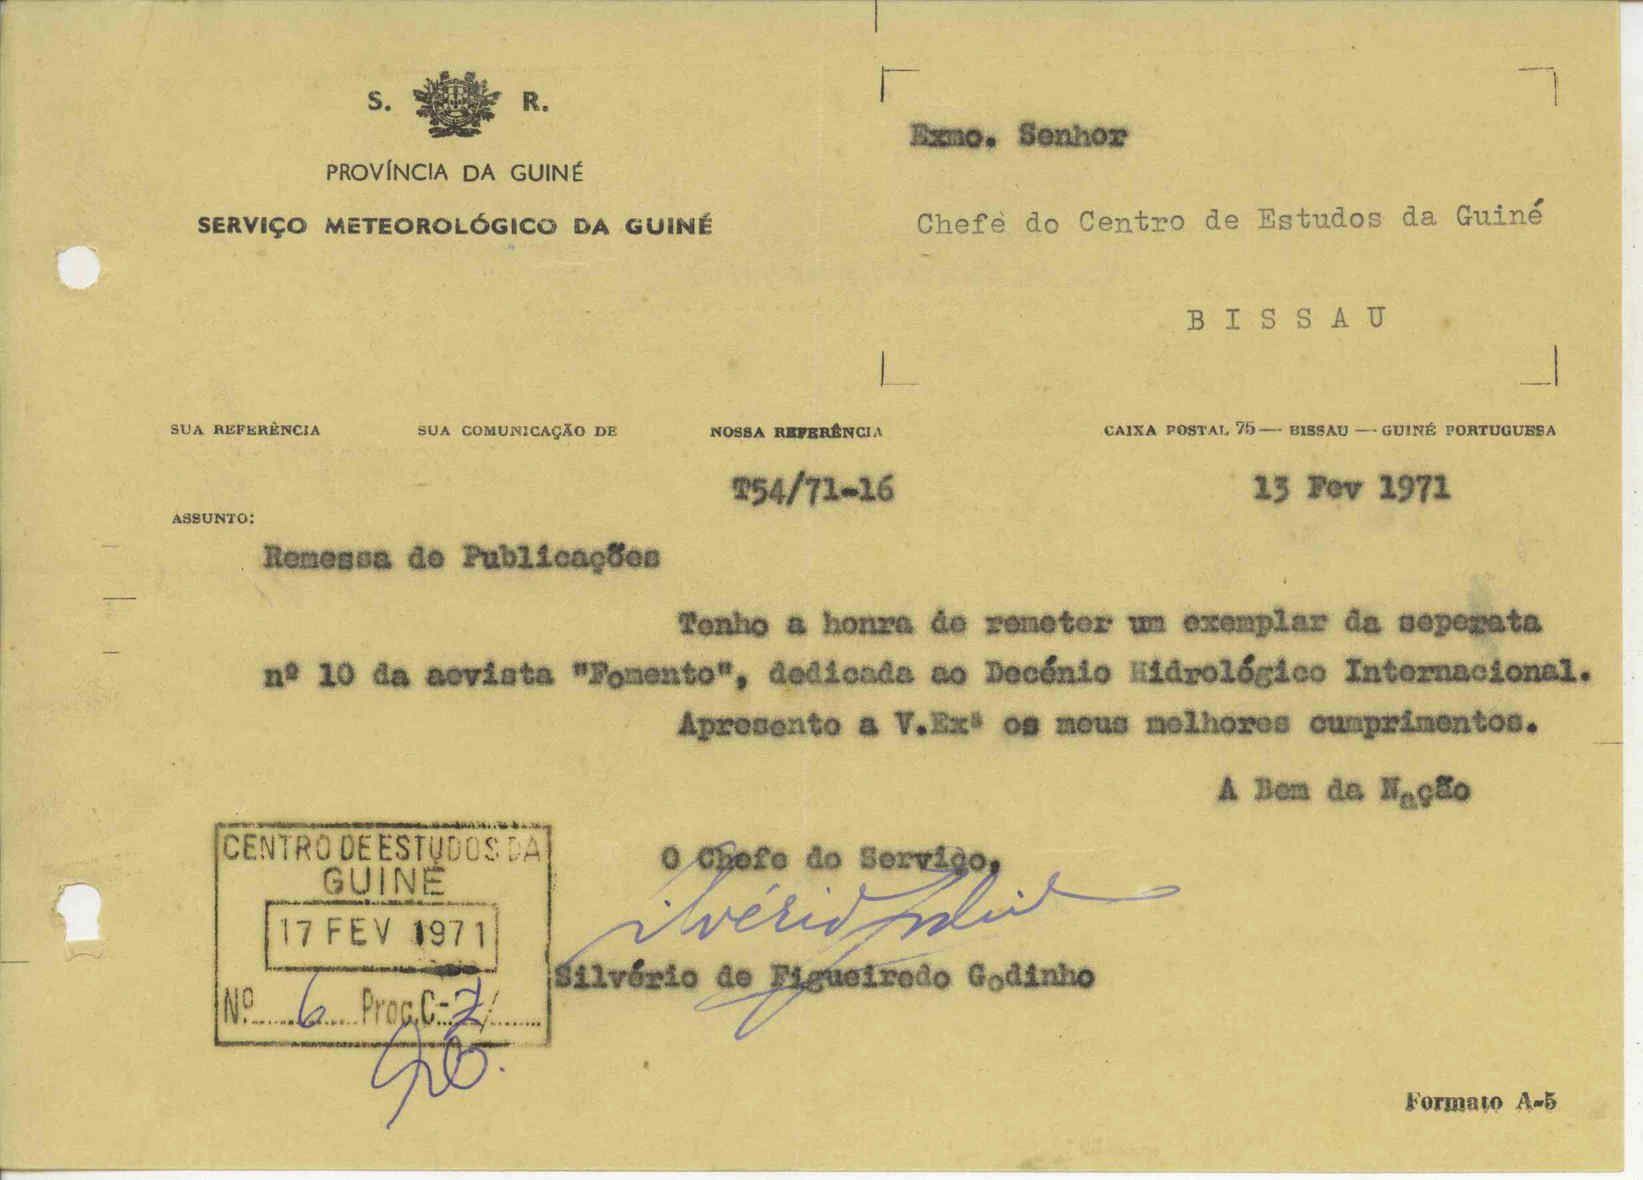 S. R.
PROVÍNCIA DA GUINÉ
SERVIÇO METEOROLÓGICO DA GUINÉ
Exmo. Senhor
Chefe do Centro de Estudos da Guiné
B I S S A U
SUA REFERÊNCIA SUA COMUNICAÇÃO DE NOSSA REFERÊNCIA CAIXA POSTAL 75 — BISSAU — GUINÉ PORTUGUESA
T54/71-16 13 Fev 1971
ASSUNTO:
Remessa de Publicações
Tenho a honra de remeter um exemplar da seperata
nº 10 da aevista "Fomento", dedicada ao Decénio Hidrológico Internacional.
Apresento a V.Exª os meus melhores cumprimentos.
A Bem da Nação
O Chefe do Serviço,
Silvério de Figueiredo Godinho
CENTRO DE ESTUDOS DA
GUINÉ
17 FEV 1971
Nº 6 Proc. C-7/
Formato A-5